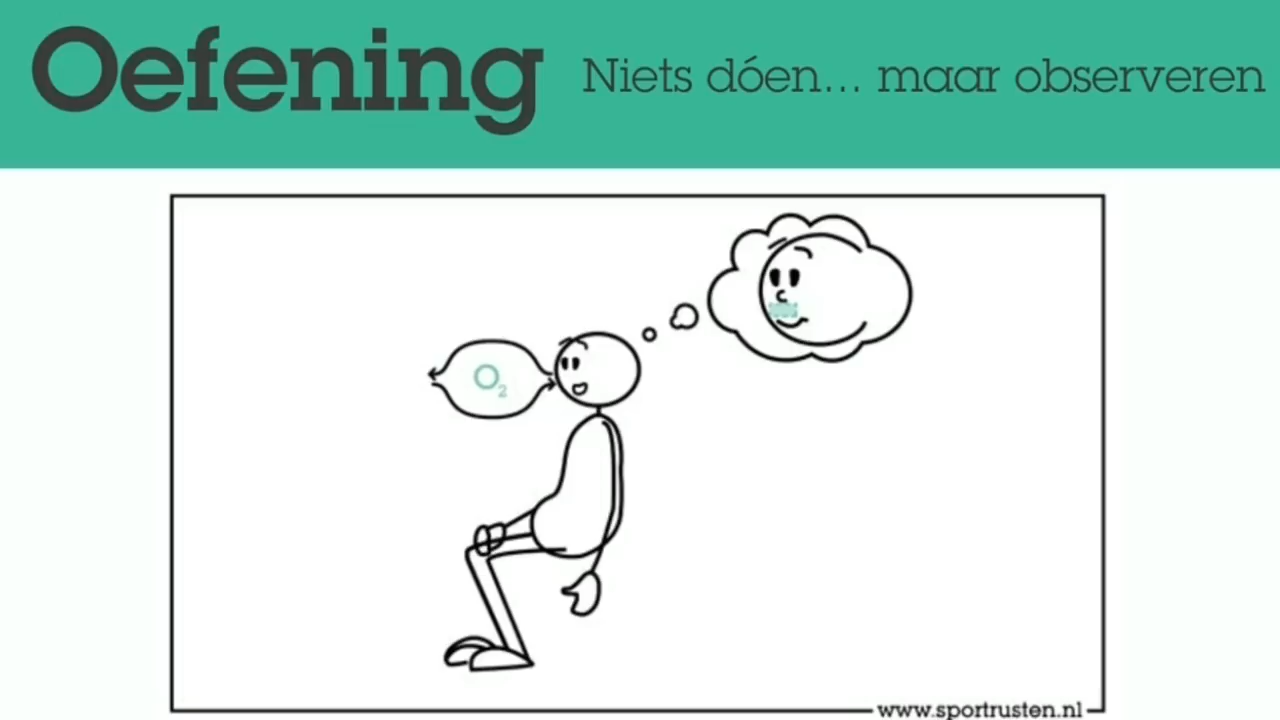 Oefening
Niets dóen... maar observeren
O₂
www.sportrusten.nl